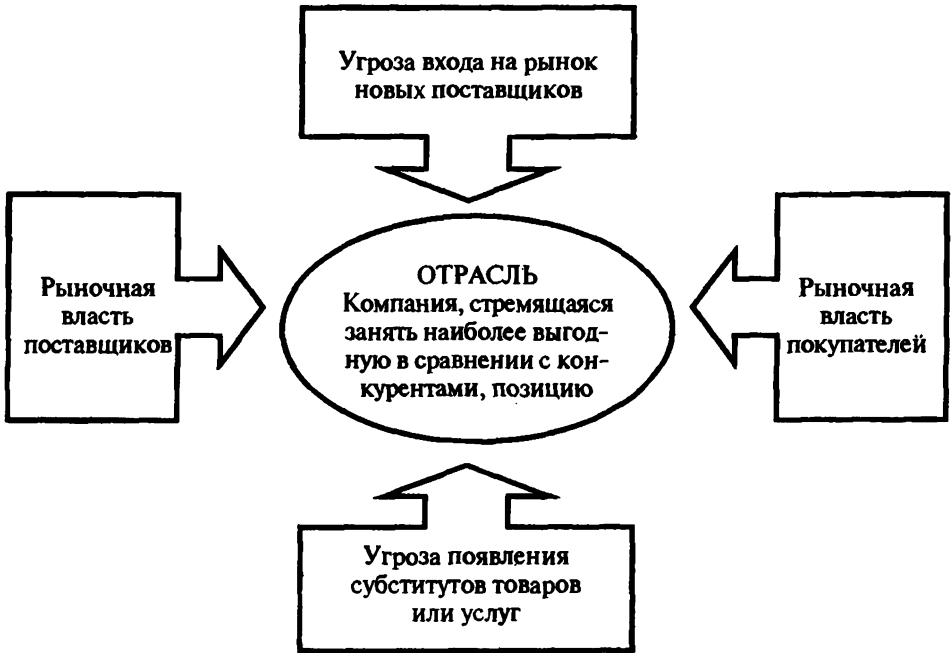 Угроза входа на рынок
новых поставщиков
Рыночная
власть
поставщиков
ОТРАСЛЬ
Компания, стремящаяся
занять наиболее выгод-
ную в сравнении с кон-
курентами, позицию
Рыночная
власть
покупателей
Угроза появления
субститутов товаров
или услуг